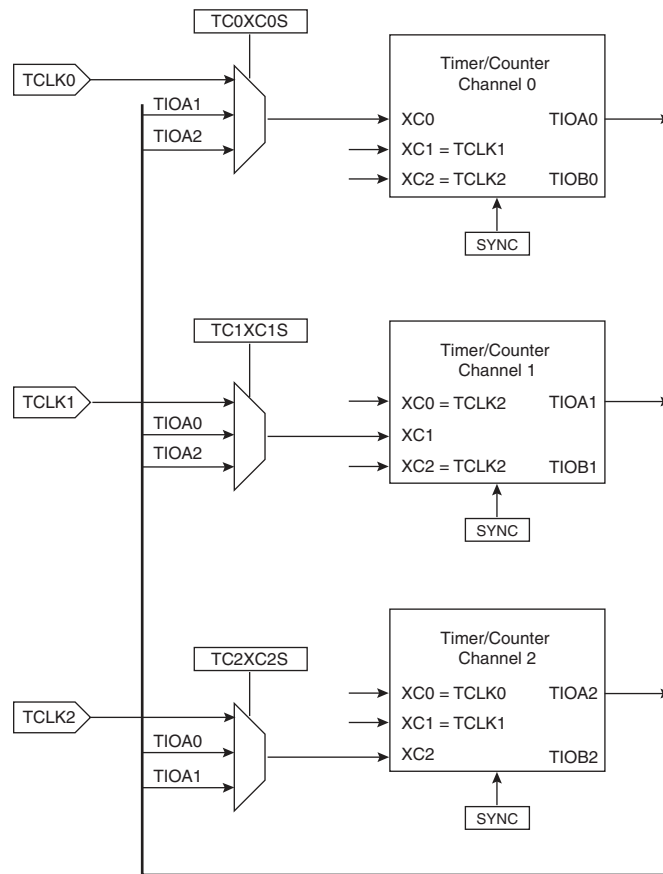 TC0XC0S
TCLK0
TIOA1
TIOA2
Timer/Counter
Channel 0
XC0
TIOA0
XC1 = TCLK1
XC2 = TCLK2
TIOB0
SYNC
TC1XC1S
TCLK1
TIOA0
TIOA2
Timer/Counter
Channel 1
XC0 = TCLK2
TIOA1
XC1
XC2 = TCLK2
TIOB1
SYNC
TC2XC2S
TCLK2
TIOA0
TIOA1
Timer/Counter
Channel 2
XC0 = TCLK0
TIOA2
XC1 = TCLK1
XC2
TIOB2
SYNC